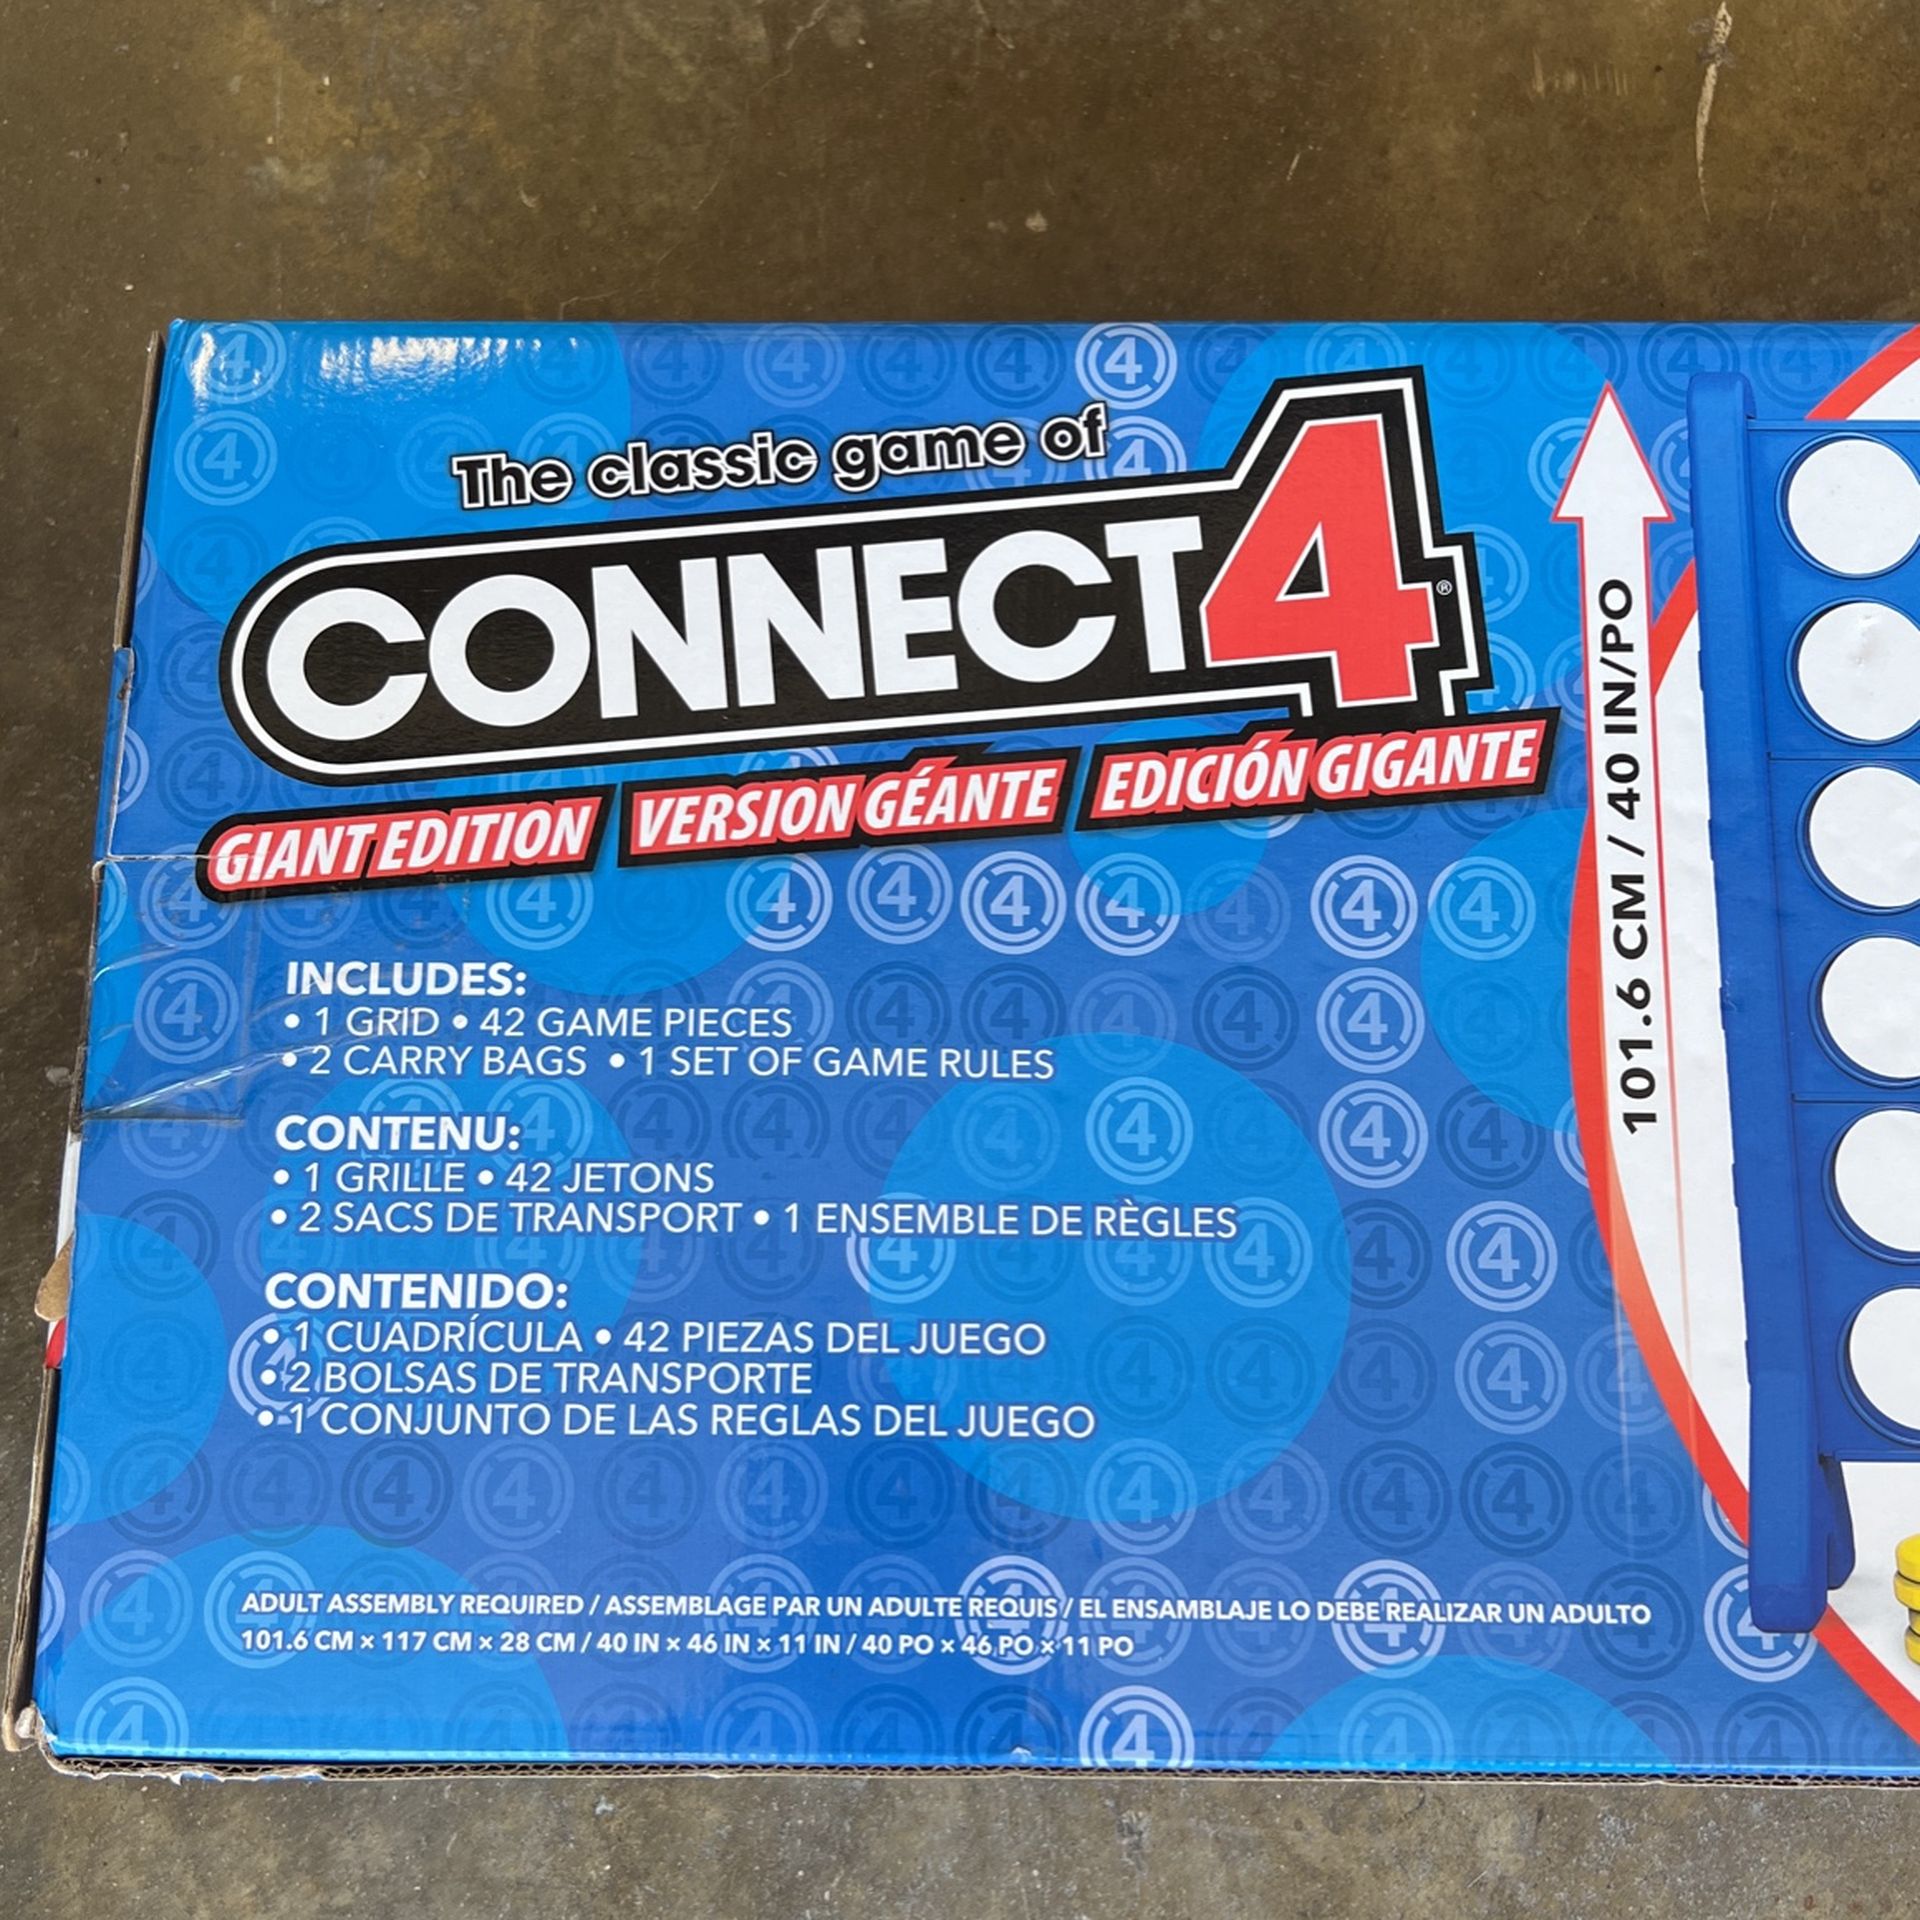 The classic game of
CONNECT 4®
GIANT EDITION VERSION GÉANTE EDICIÓN GIGANTE
101.6 CM / 40 IN/PO
INCLUDES:
• 1 GRID • 42 GAME PIECES
• 2 CARRY BAGS • 1 SET OF GAME RULES
CONTENU:
• 1 GRILLE • 42 JETONS
• 2 SACS DE TRANSPORT • 1 ENSEMBLE DE RÈGLES
CONTENIDO:
• 1 CUADRÍCULA • 42 PIEZAS DEL JUEGO
• 2 BOLSAS DE TRANSPORTE
• 1 CONJUNTO DE LAS REGLAS DEL JUEGO
ADULT ASSEMBLY REQUIRED / ASSEMBLAGE PAR UN ADULTE REQUIS / EL ENSAMBLAJE LO DEBE REALIZAR UN ADULTO
101.6 CM × 117 CM × 28 CM / 40 IN × 46 IN × 11 IN / 40 PO × 46 PO × 11 PO